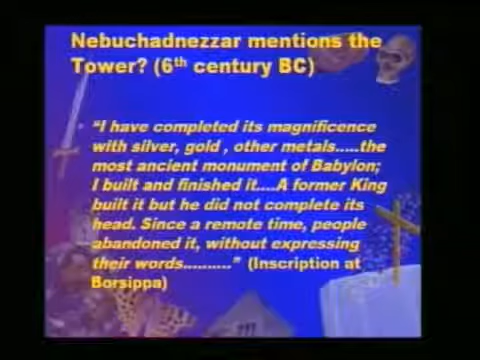 Nebuchadnezzar mentions the
Tower? (6th century BC)
"I have completed its magnificence
with silver, gold , other metals.....the
most ancient monument of Babylon;
I built and finished it....A former King
built it but he did not complete its
head. Since a remote time, people
abandoned it, without expressing
their words.........." (Inscription at
Borsippa)
???